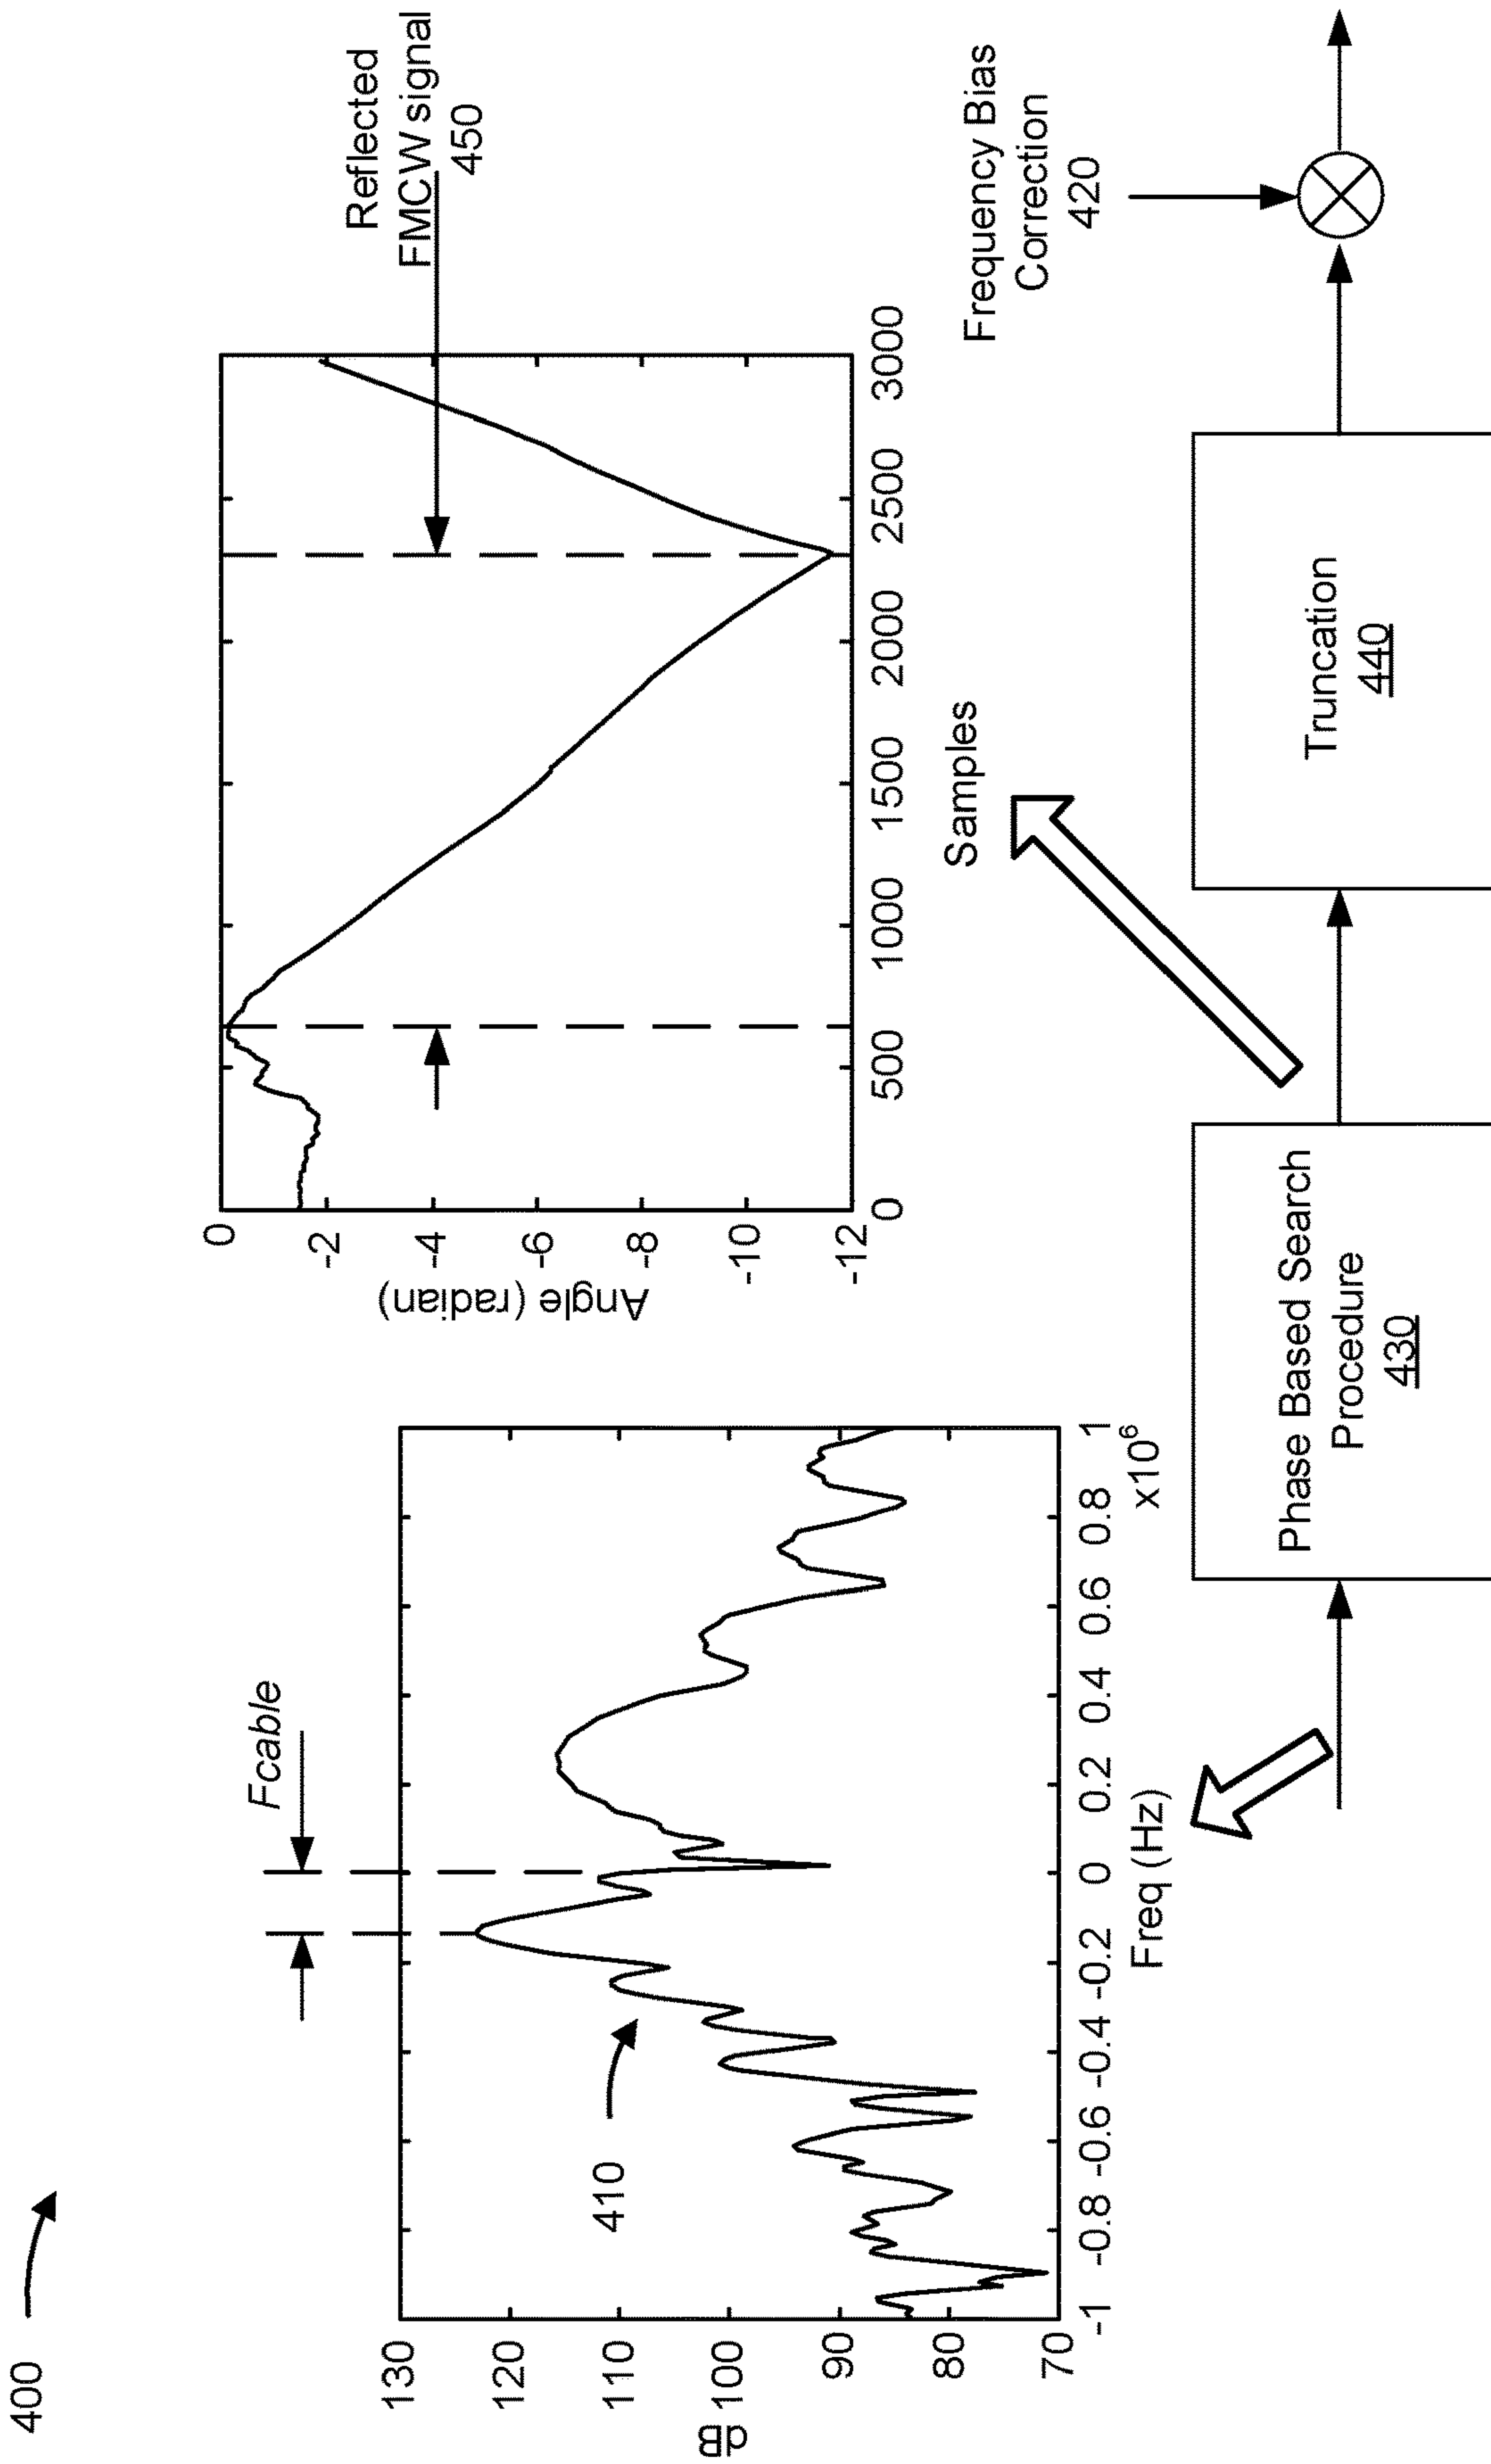 400
Fcable
130
120
110
100
90
80
70
dB
410
-1
-0.8
-0.6
-0.4
-0.2
0
0.2
0.4
0.6
0.8
1
x10⁶
Freq (Hz)
Reflected
FMCW signal
450
0
-2
-4
-6
-8
-10
-12
Angle (radian)
0
500
1000
1500
2000
2500
3000
Samples
Phase Based Search
Procedure
430
Truncation
440
Frequency Bias
Correction
420